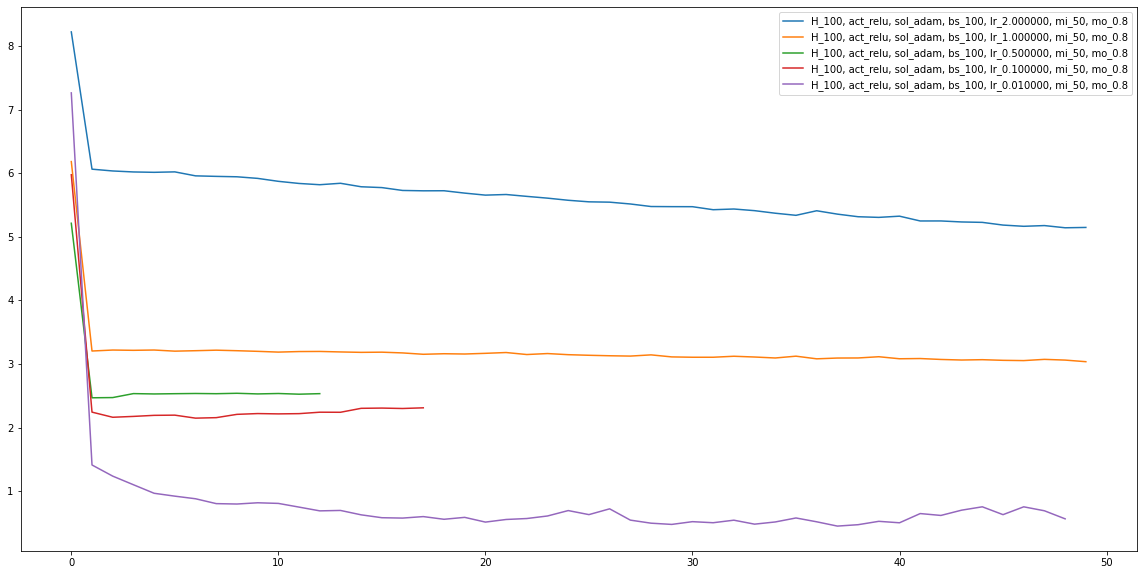 H_100, act_relu, sol_adam, bs_100, lr_2.000000, mi_50, mo_0.8
H_100, act_relu, sol_adam, bs_100, lr_1.000000, mi_50, mo_0.8
H_100, act_relu, sol_adam, bs_100, lr_0.500000, mi_50, mo_0.8
H_100, act_relu, sol_adam, bs_100, lr_0.100000, mi_50, mo_0.8
H_100, act_relu, sol_adam, bs_100, lr_0.010000, mi_50, mo_0.8
8
7
6
5
4
3
2
1
0 10 20 30 40 50